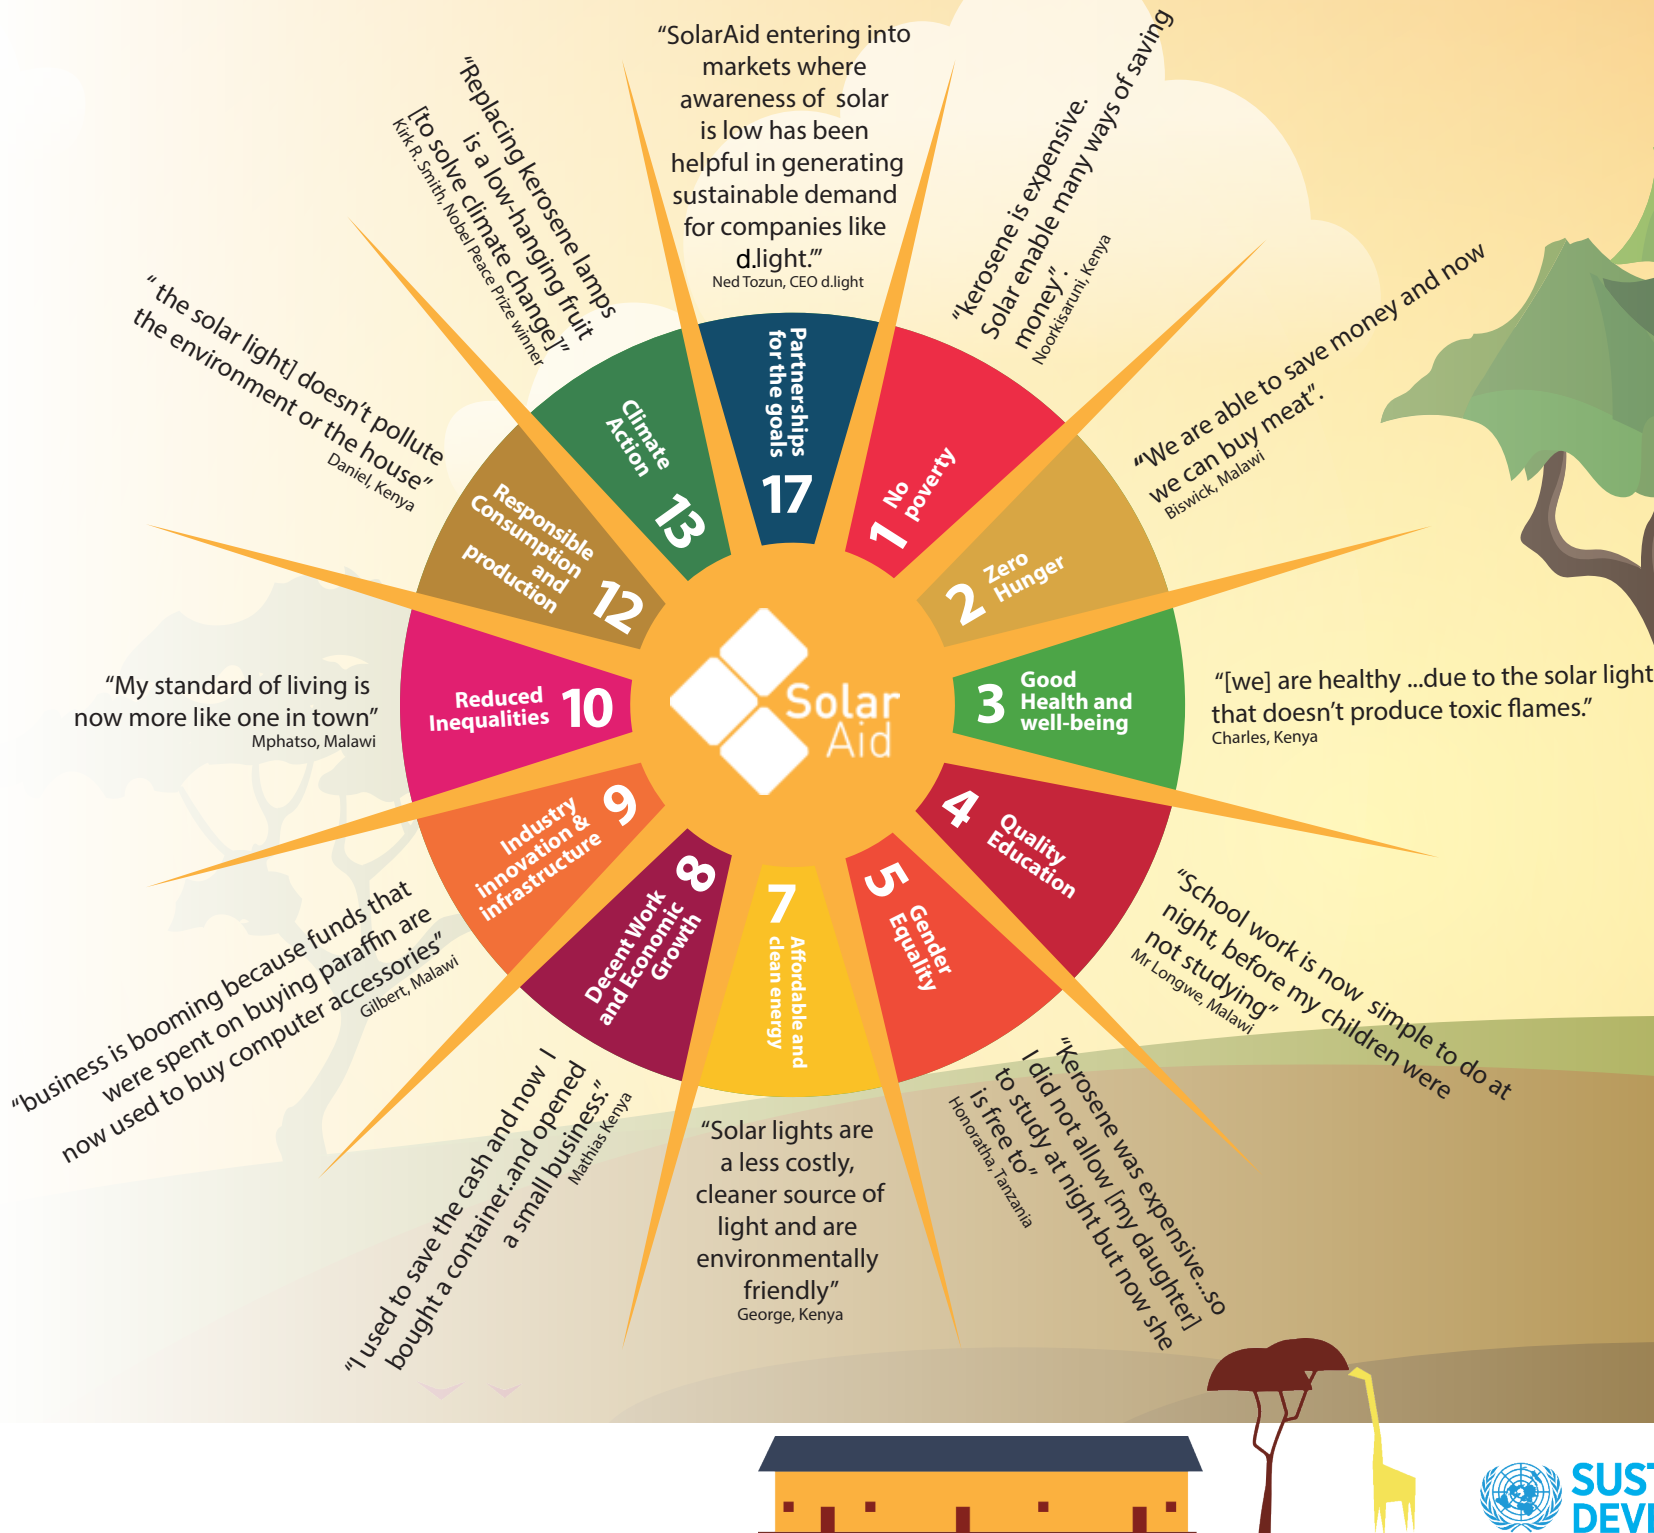 “SolarAid entering into
markets where
awareness of solar
is low has been
helpful in generating
sustainable demand
for companies like
d.light.”’
Ned Tozun, CEO d.light
Partnerships
for the goals
17
“kerosene is expensive.
Solar enable many ways of saving
money”.
Noorkisaruni, Kenya
No
poverty
1
“We are able to save money and now
we can buy meat”.
Biswick, Malawi
Zero
Hunger
2
“[we] are healthy ...due to the solar light
that doesn’t produce toxic flames.”
Charles, Kenya
Good
Health and
well-being
3
“School work is now simple to do at
night, before my children were
not studying”
Mr Longwe, Malawi
4
Quality
Education
“Kerosene was expensive...so
I did not allow [my daughter]
to study at night but now she
is free to”
Honoratha, Tanzania
5
Gender
Equality
7
Affordable and
clean energy
“Solar lights are
a less costly,
cleaner source of
light and are
environmentally
friendly”
George, Kenya
8
Decent Work
and Economic
Growth
“I used to save the cash and now I
bought a container..and opened
a small business.”
Mathias Kenya
9
Industry
innovation &
infrastructure
“business is booming because funds that
were spent on buying paraffin are
now used to buy computer accessories”
Gilbert, Malawi
Reduced
Inequalities
10
“My standard of living is
now more like one in town”
Mphatso, Malawi
Responsible
Consumption
and
production
12
“ the solar light] doesn’t pollute
the environment or the house”
Daniel, Kenya
Climate
Action
13
“Replacing kerosene lamps
is a low-hanging fruit
[to solve climate change]”
Kirk R. Smith, Nobel Peace Prize winner
Solar
Aid
SUST
DEVE